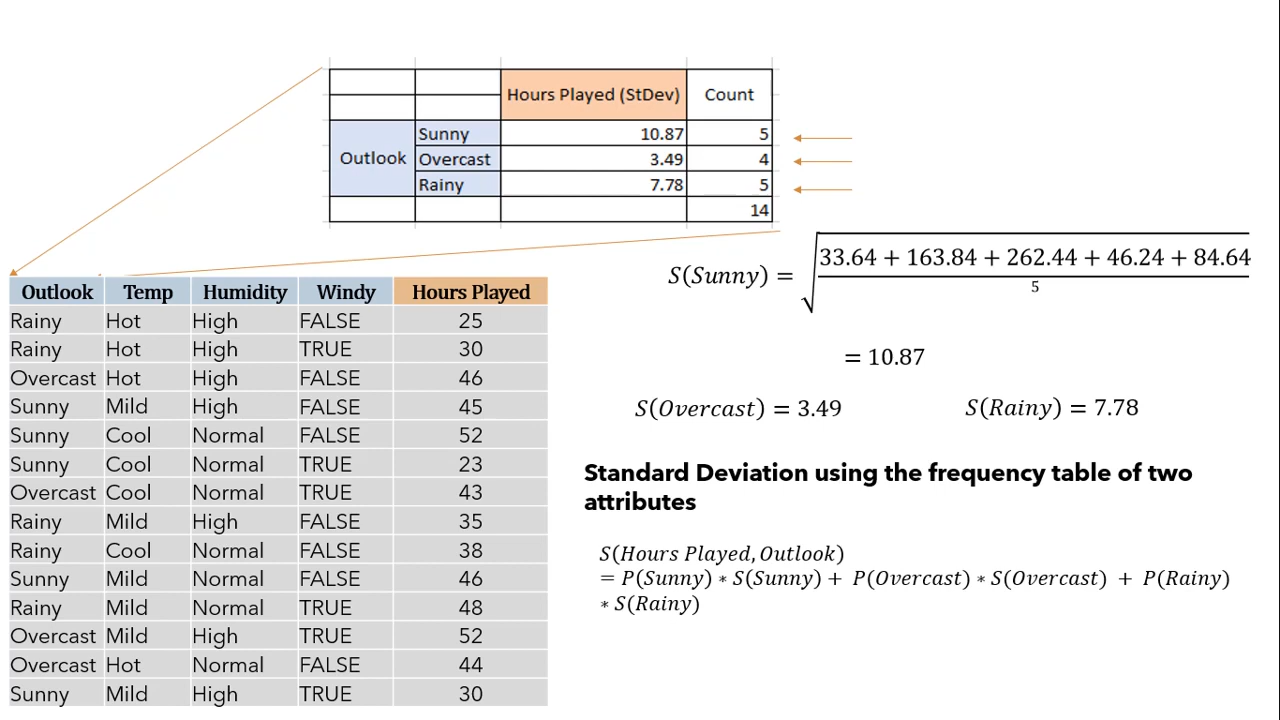 Hours Played (StDev) Count
Sunny 10.87 5
Outlook Overcast 3.49 4
Rainy 7.78 5
14
S(Sunny) = √((33.64 + 163.84 + 262.44 + 46.24 + 84.64)/5)
= 10.87
S(Overcast) = 3.49 S(Rainy) = 7.78
Standard Deviation using the frequency table of two
attributes
S(Hours Played, Outlook)
= P(Sunny) * S(Sunny) + P(Overcast) * S(Overcast) + P(Rainy)
* S(Rainy)
Outlook Temp Humidity Windy Hours Played
Rainy Hot High FALSE 25
Rainy Hot High TRUE 30
Overcast Hot High FALSE 46
Sunny Mild High FALSE 45
Sunny Cool Normal FALSE 52
Sunny Cool Normal TRUE 23
Overcast Cool Normal TRUE 43
Rainy Mild High FALSE 35
Rainy Cool Normal FALSE 38
Sunny Mild Normal FALSE 46
Rainy Mild Normal TRUE 48
Overcast Mild High TRUE 52
Overcast Hot Normal FALSE 44
Sunny Mild High TRUE 30